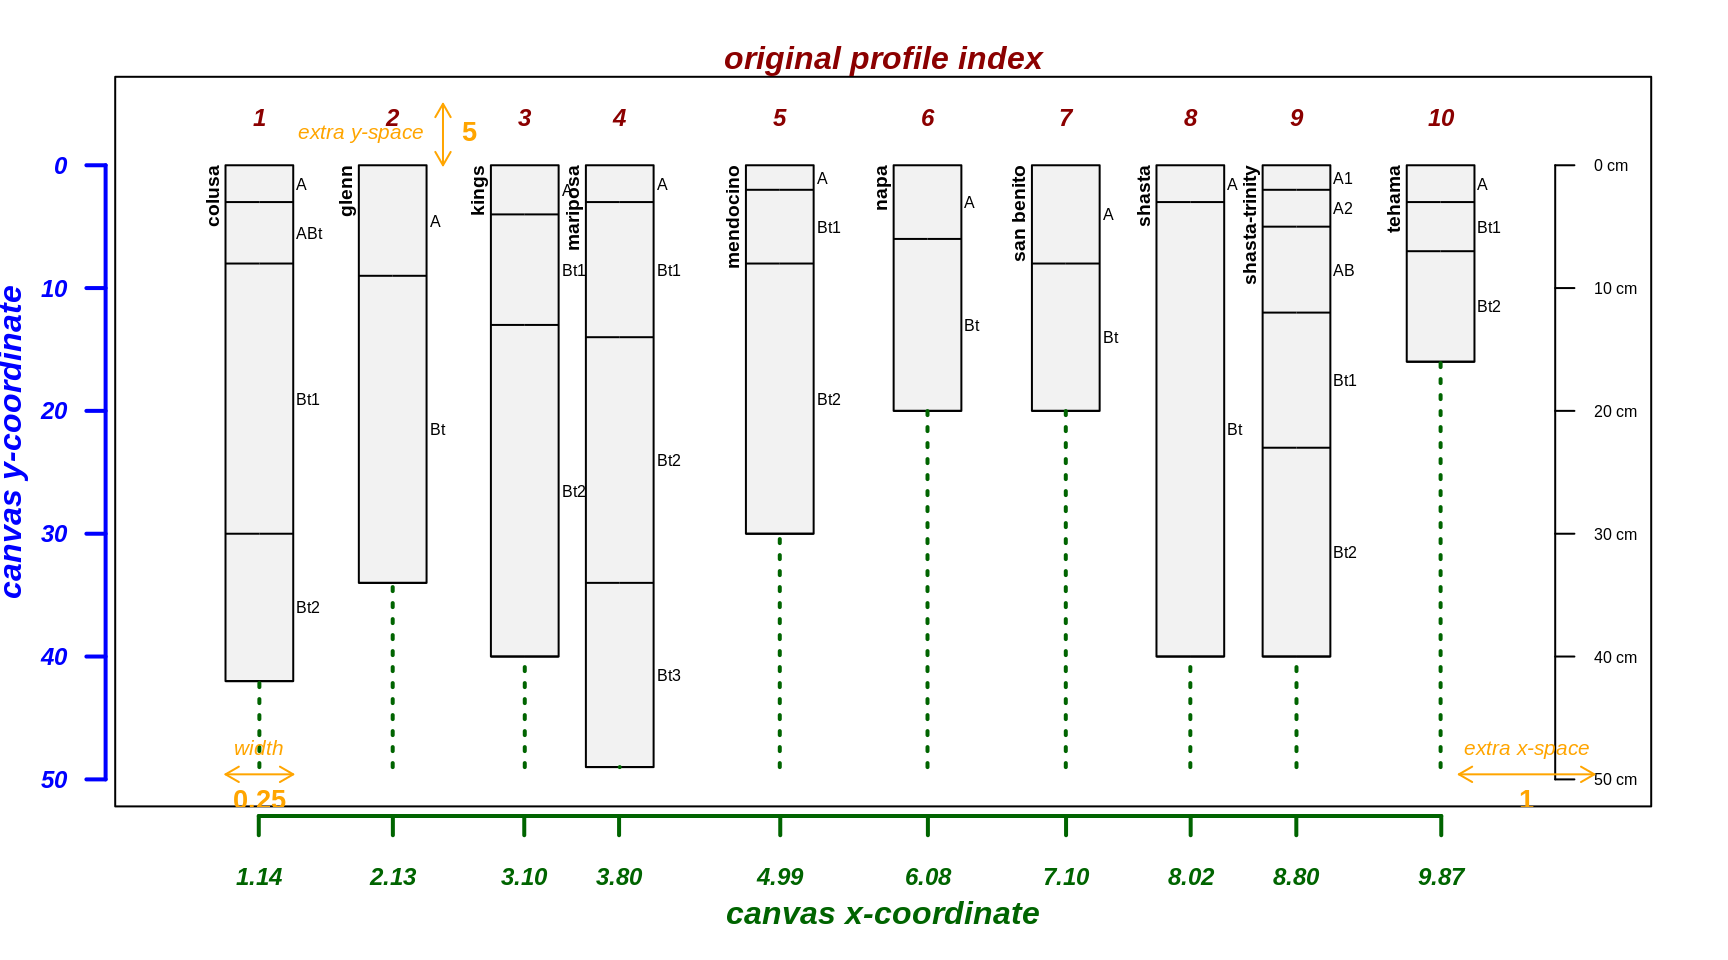 original profile index
1 2 3 4 5 6 7 8 9 10
extra y-space 5
canvas y-coordinate
0
10
20
30
40
50
colusa
A
ABt
Bt1
Bt2
glenn
A
Bt
kings
A
Bt1
Bt2
mariposa
A
Bt1
Bt2
Bt3
mendocino
A
Bt1
Bt2
napa
A
Bt
san benito
A
Bt
shasta
A
Bt
shasta-trinity
A1
A2
AB
Bt1
Bt2
tehama
A
Bt1
Bt2
0 cm
10 cm
20 cm
30 cm
40 cm
50 cm
width
0.25
extra x-space
1
1.14 2.13 3.10 3.80 4.99 6.08 7.10 8.02 8.80 9.87
canvas x-coordinate